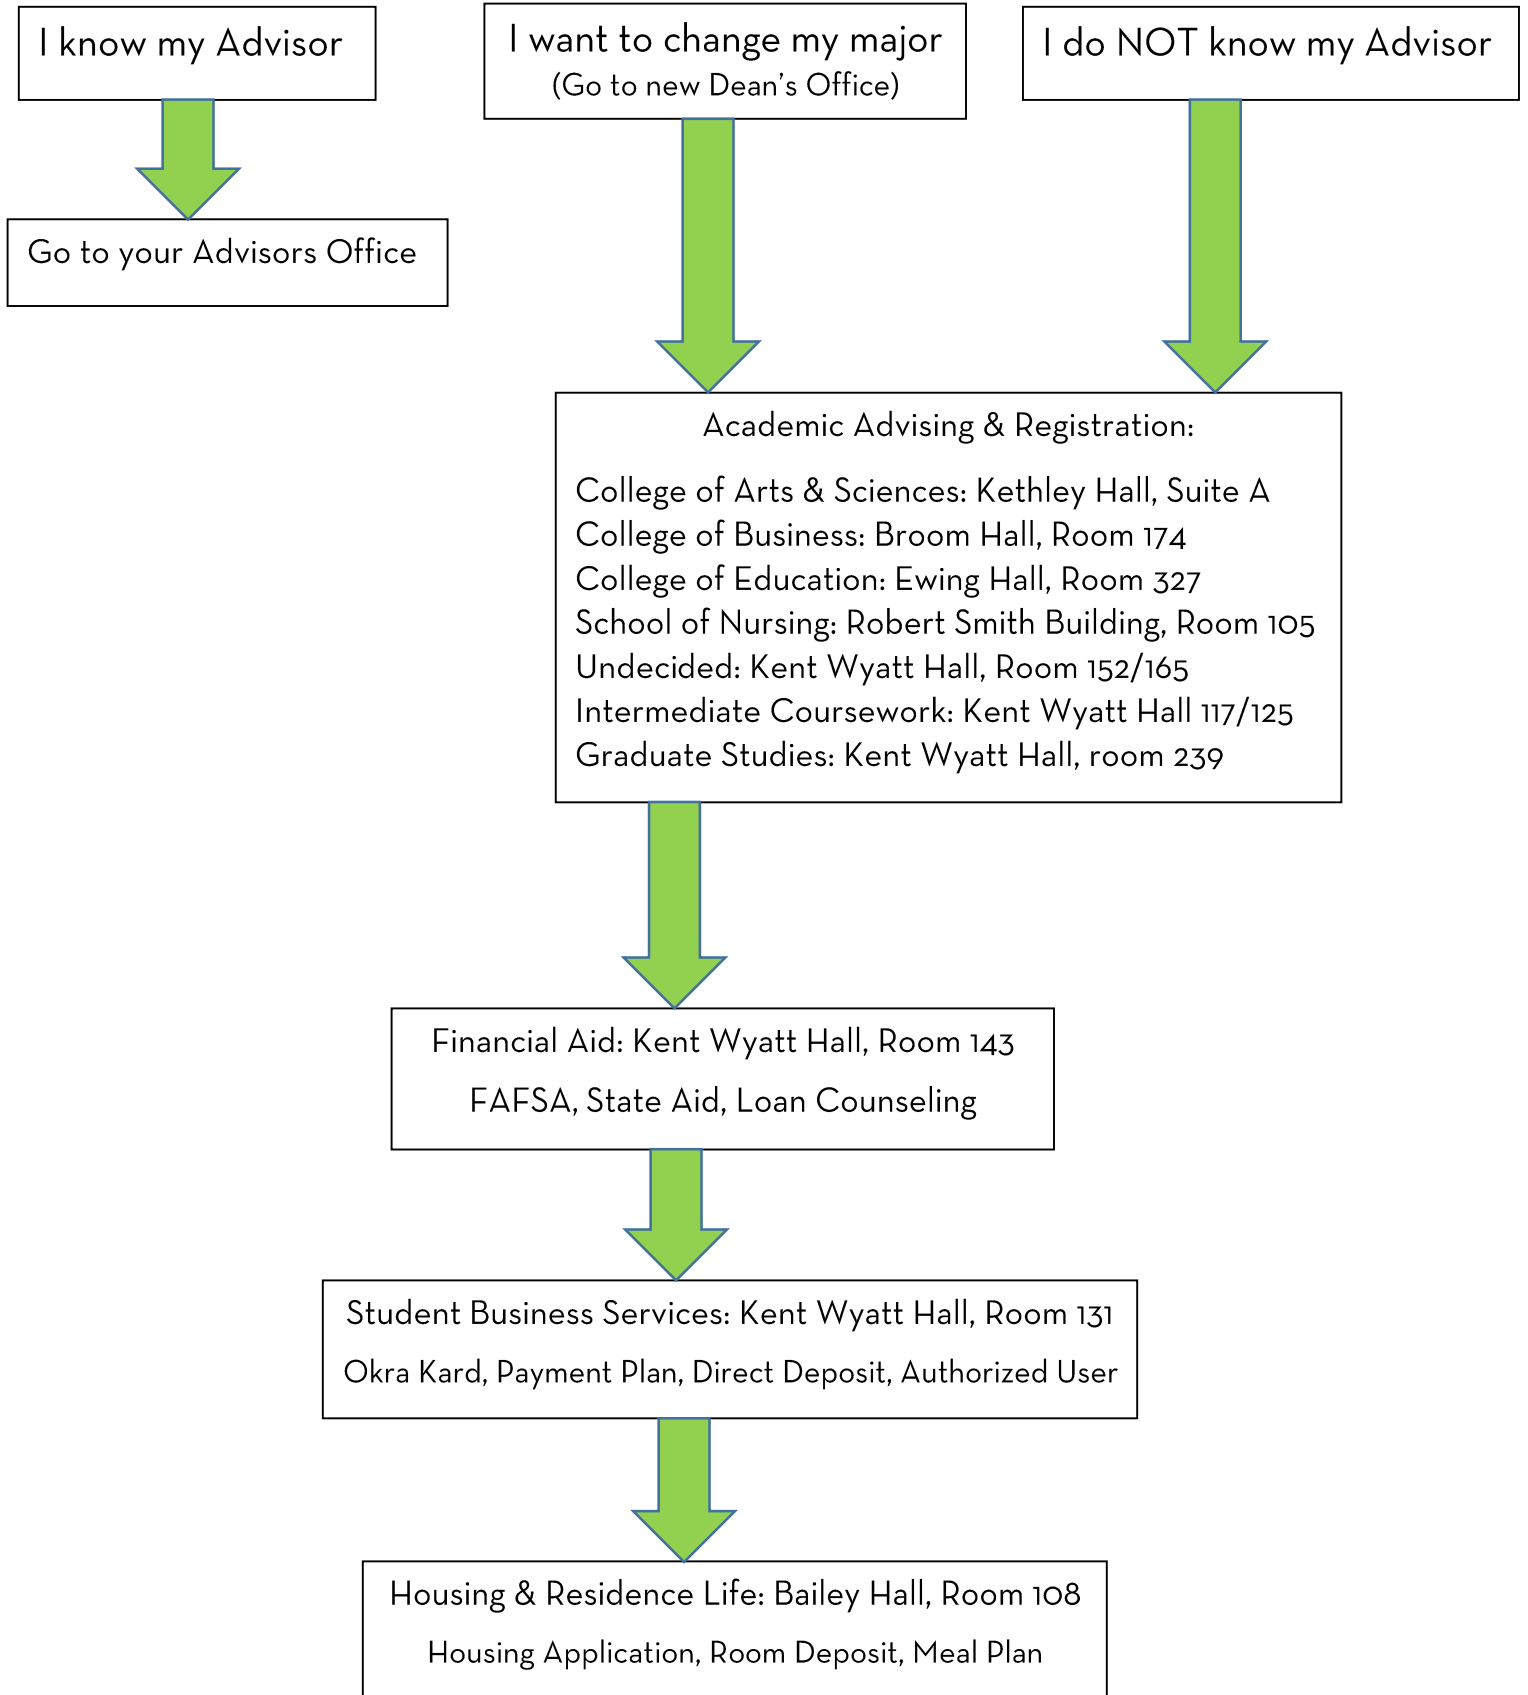 I know my Advisor
I want to change my major
(Go to new Dean's Office)
I do NOT know my Advisor
Go to your Advisors Office
Academic Advising & Registration:
College of Arts & Sciences: Kethley Hall, Suite A
College of Business: Broom Hall, Room 174
College of Education: Ewing Hall, Room 327
School of Nursing: Robert Smith Building, Room 105
Undecided: Kent Wyatt Hall, Room 152/165
Intermediate Coursework: Kent Wyatt Hall 117/125
Graduate Studies: Kent Wyatt Hall, room 239
Financial Aid: Kent Wyatt Hall, Room 143
FAFSA, State Aid, Loan Counseling
Student Business Services: Kent Wyatt Hall, Room 131
Okra Kard, Payment Plan, Direct Deposit, Authorized User
Housing & Residence Life: Bailey Hall, Room 108
Housing Application, Room Deposit, Meal Plan